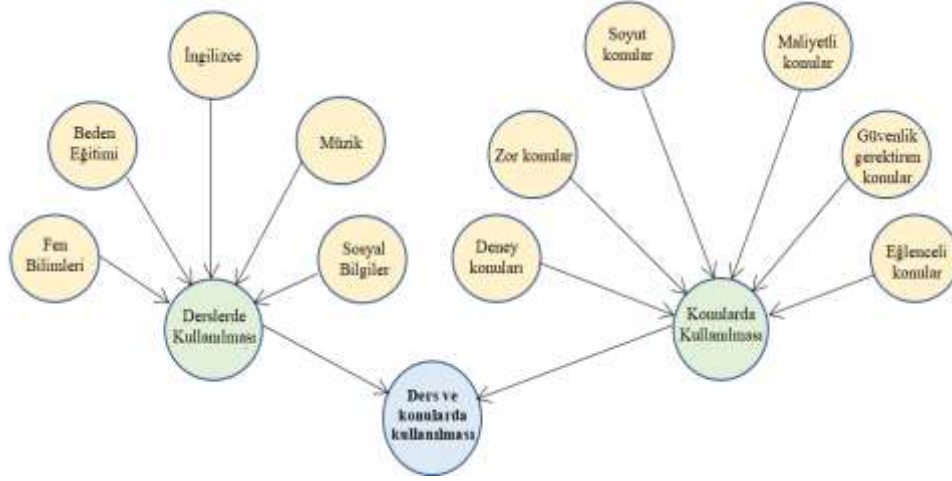 İngilizce
Soyut
konular
Maliyetli
konular
Beden
Eğitimi
Müzik
Zor konular
Güvenlik
gerektiren
konular
Fen
Bilimleri
Sosyal
Bilgiler
Deney
konuları
Eğlenceli
konular
Derslerde
Kullanılması
Konularda
Kullanılması
Ders ve
konularda
kullanılması